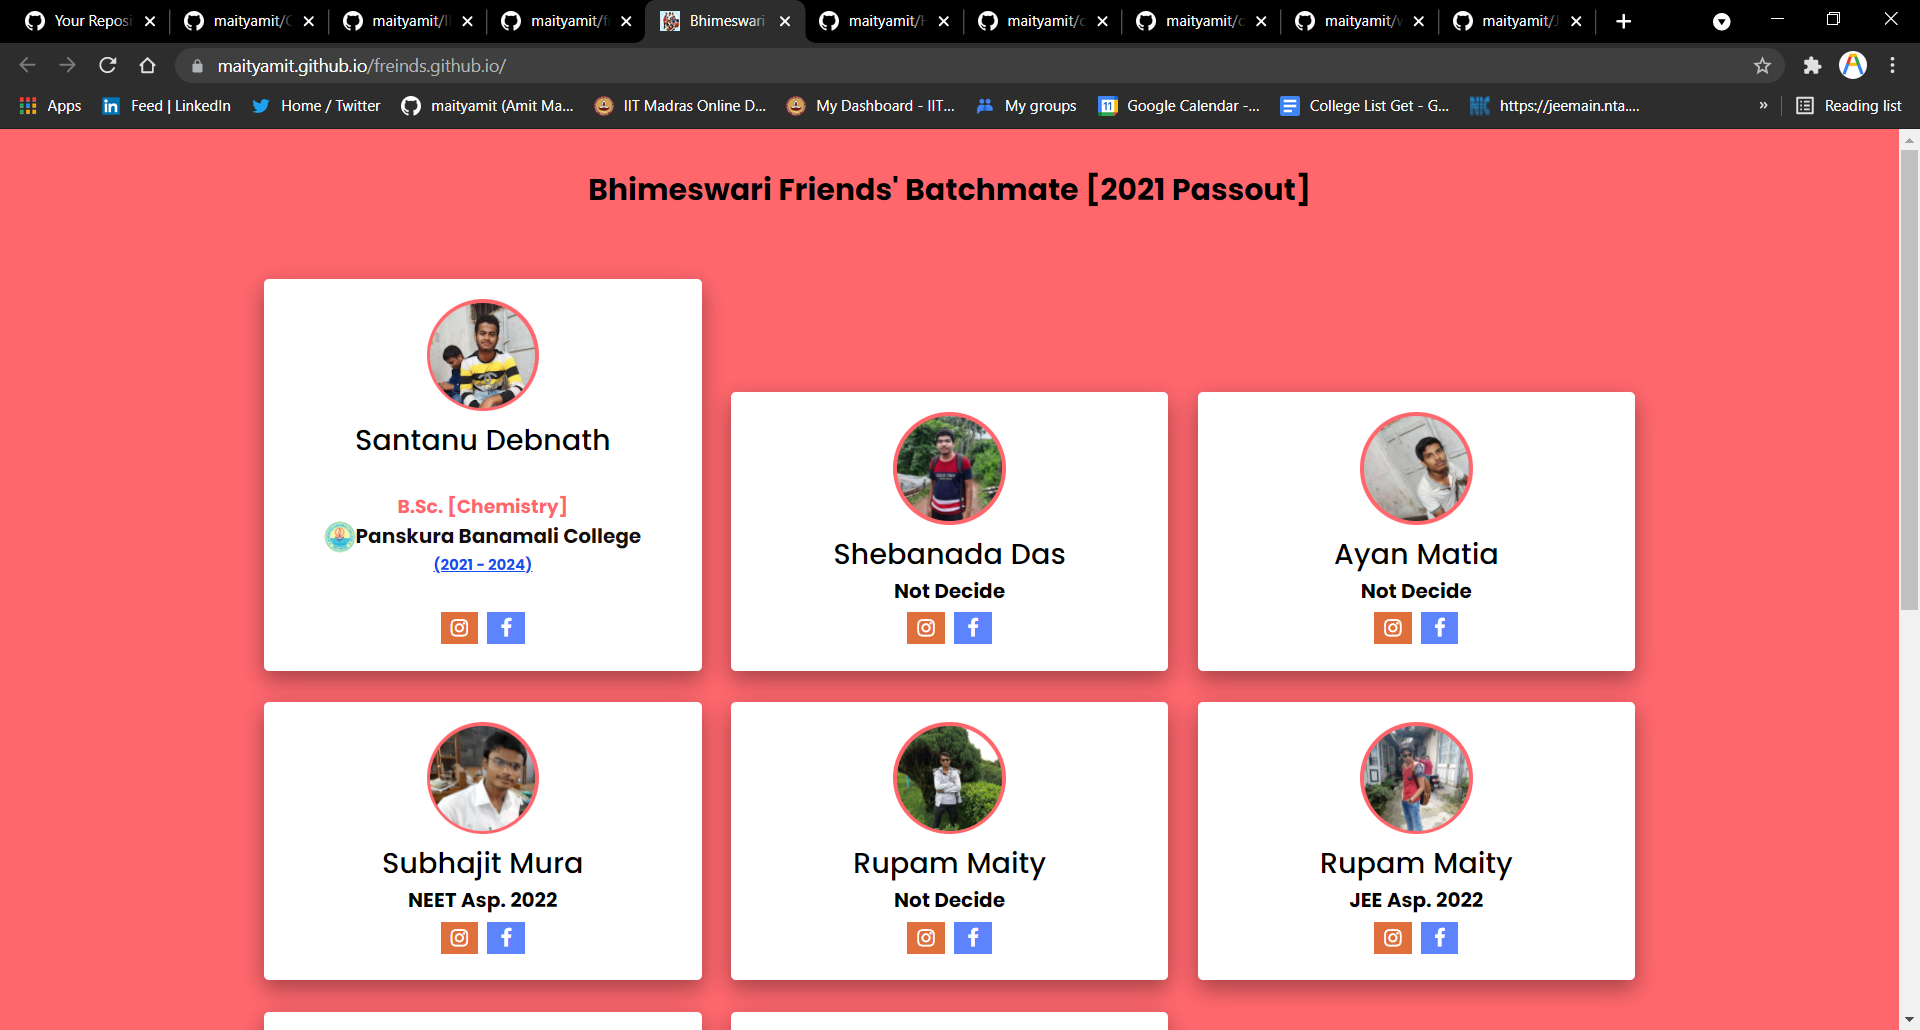 Your Reposi
maityamit/
maityamit/
maityamit/
Bhimeswari
maityamit/
maityamit/
maityamit/
maityamit/
maityamit/
maityamit.github.io/freinds.github.io/
Apps
Feed | LinkedIn
Home / Twitter
maityamit (Amit Ma...
IIT Madras Online D...
My Dashboard - IIT...
My groups
11
Google Calendar -...
College List Get - G...
https://jeemain.nta....
»
Reading list
Bhimeswari Friends' Batchmate [2021 Passout]
Santanu Debnath
B.Sc. [Chemistry]
Panskura Banamali College
(2021 - 2024)
Shebanada Das
Not Decide
Ayan Matia
Not Decide
Subhajit Mura
NEET Asp. 2022
Rupam Maity
Not Decide
Rupam Maity
JEE Asp. 2022